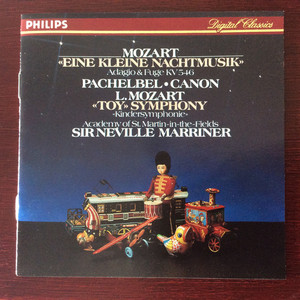 PHILIPS Digital Classics
MOZART
«EINE KLEINE NACHTMUSIK»
Adagio & Fuge KV 546
PACHELBEL · CANON
L. MOZART
«TOY» SYMPHONY
«Kindersymphonie»
Academy of St. Martin-in-the-Fields
SIR NEVILLE MARRINER